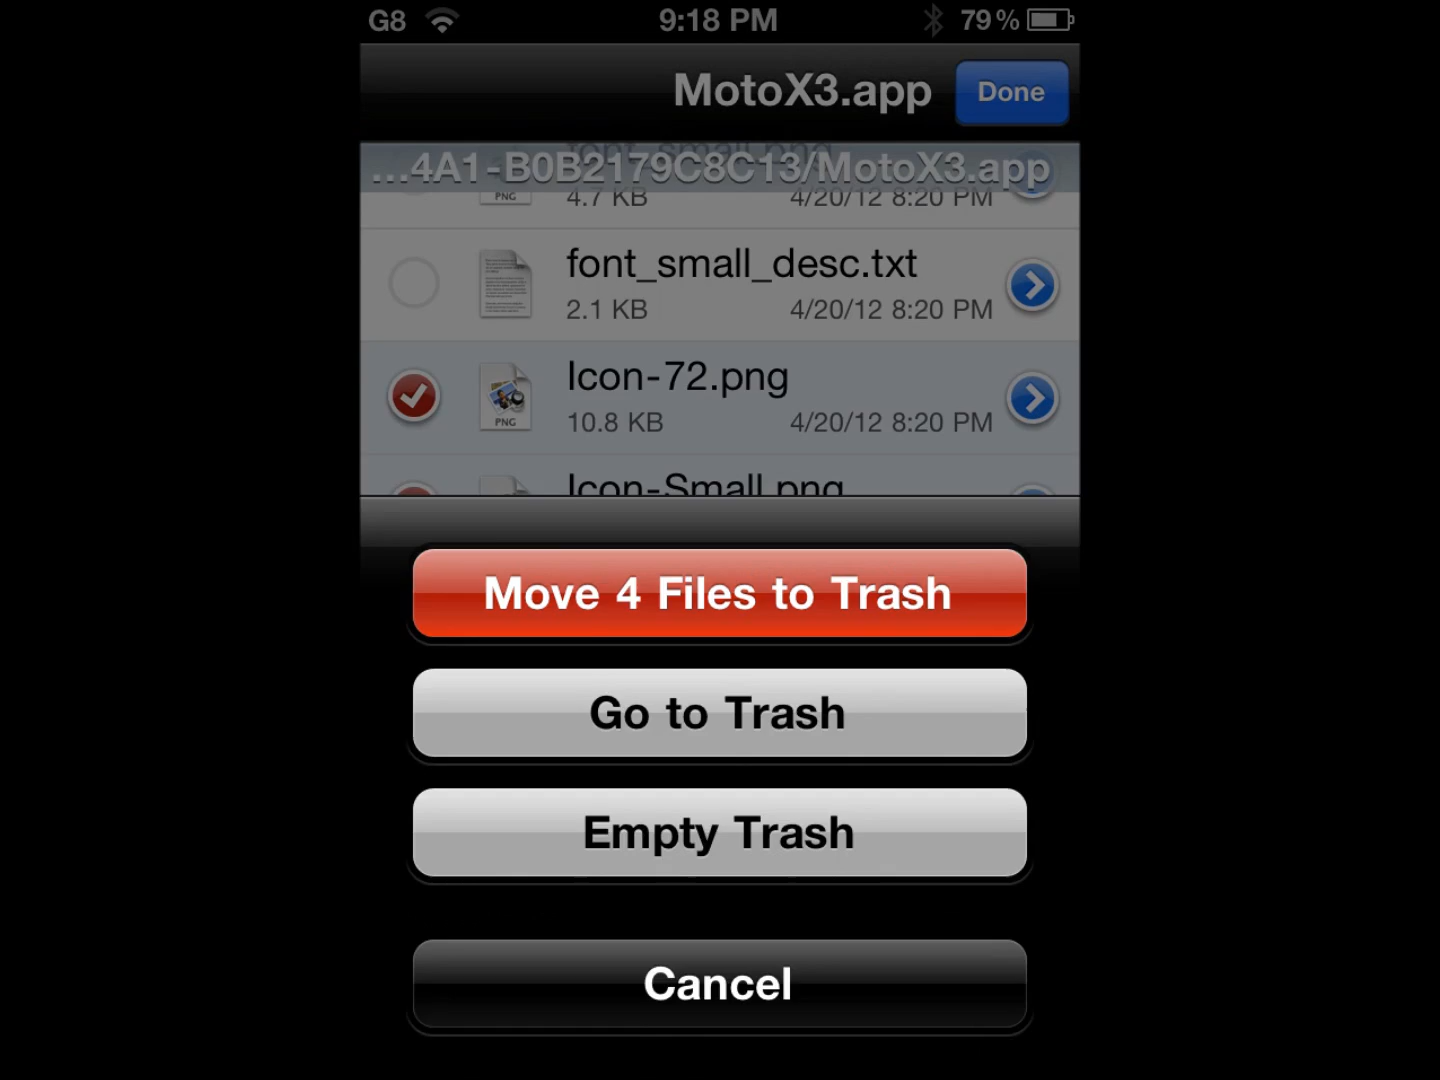 G8 9:18 PM 79%
MotoX3.app Done
font_small.png
...4A1-B0B2179C8C13/MotoX3.app
PNG 4.7 KB 4/20/12 8:20 PM
font_small_desc.txt
2.1 KB 4/20/12 8:20 PM
Icon-72.png
PNG 10.8 KB 4/20/12 8:20 PM
Icon-Small.png
Move 4 Files to Trash
Go to Trash
Empty Trash
Cancel